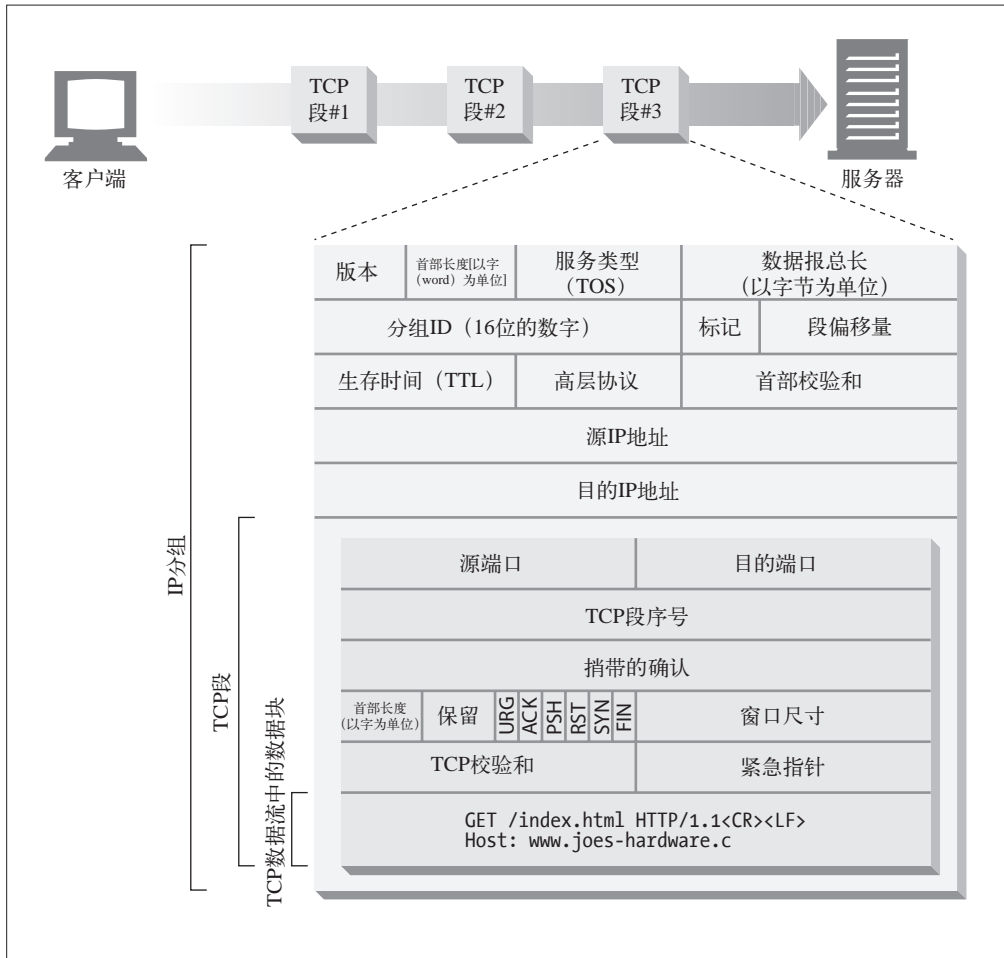 TCP
段#1
TCP
段#2
TCP
段#3
客户端
服务器
版本
首部长度[以字
(word)为单位]
服务类型
(TOS)
数据报总长
(以字节为单位)
分组ID(16位的数字)
标记
段偏移量
生存时间(TTL)
高层协议
首部校验和
源IP地址
目的IP地址
IP分组
TCP段
TCP数据流中的数据块
源端口
目的端口
TCP段序号
捎带的确认
首部长度
(以字为单位)
保留
URG
ACK
PSH
RST
SYN
FIN
窗口尺寸
TCP校验和
紧急指针
GET /index.html HTTP/1.1<CR><LF>
Host: www.joes-hardware.c